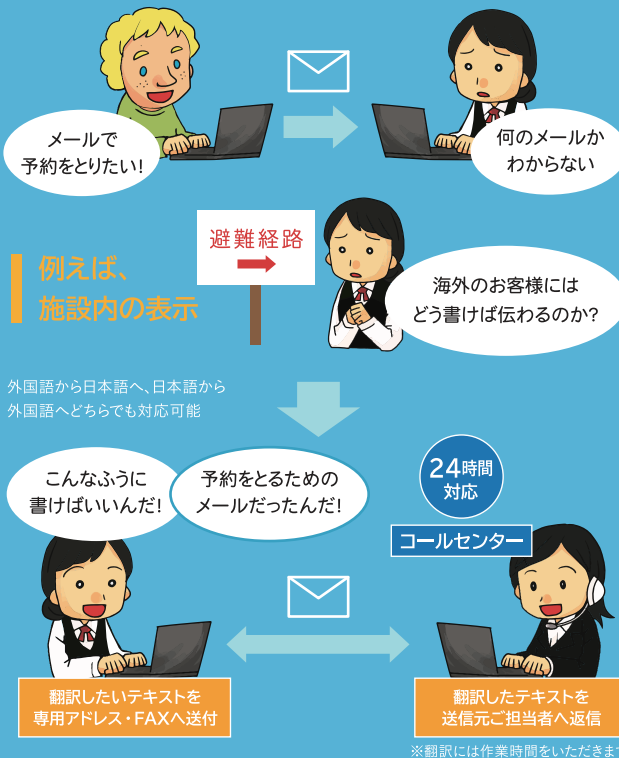 メールで
予約をとりたい!
何のメールか
わからない
避難経路
例えば、
施設内の表示
海外のお客様には
どう書けば伝わるのか?
外国語から日本語へ、日本語から
外国語へどちらでも対応可能
こんなふうに
書けばいいんだ!
予約をとるための
メールだったんだ!
24時間
対応
コールセンター
翻訳したいテキストを
専用アドレス・FAXへ送付
翻訳したテキストを
送信元ご担当者へ返信
※翻訳には作業時間をいただきます